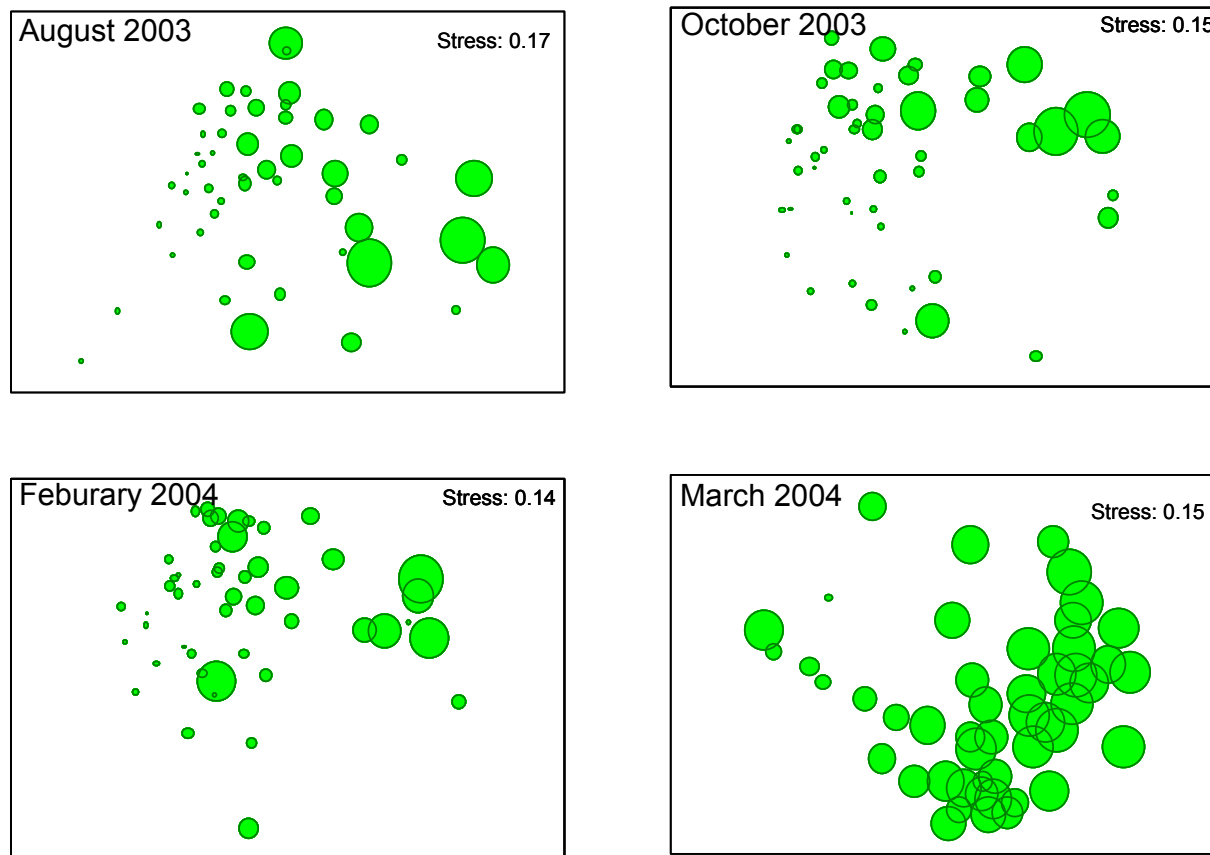 August 2003
Stress: 0.17
October 2003
Stress: 0.15
Feburary 2004
Stress: 0.14
March 2004
Stress: 0.15